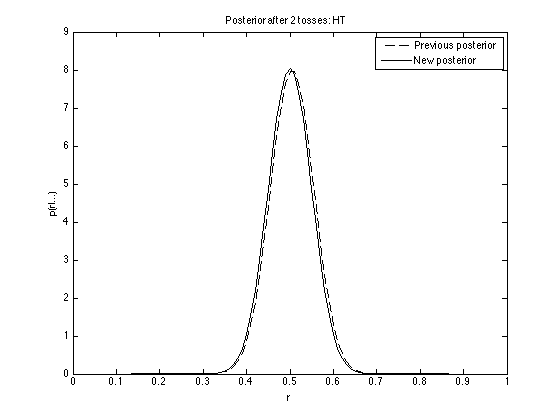 Posterior after 2 tosses: HT
9
8
7
6
5
4
3
2
1
0
p(r|...)
Previous posterior
New posterior
0 0.1 0.2 0.3 0.4 0.5 0.6 0.7 0.8 0.9 1
r